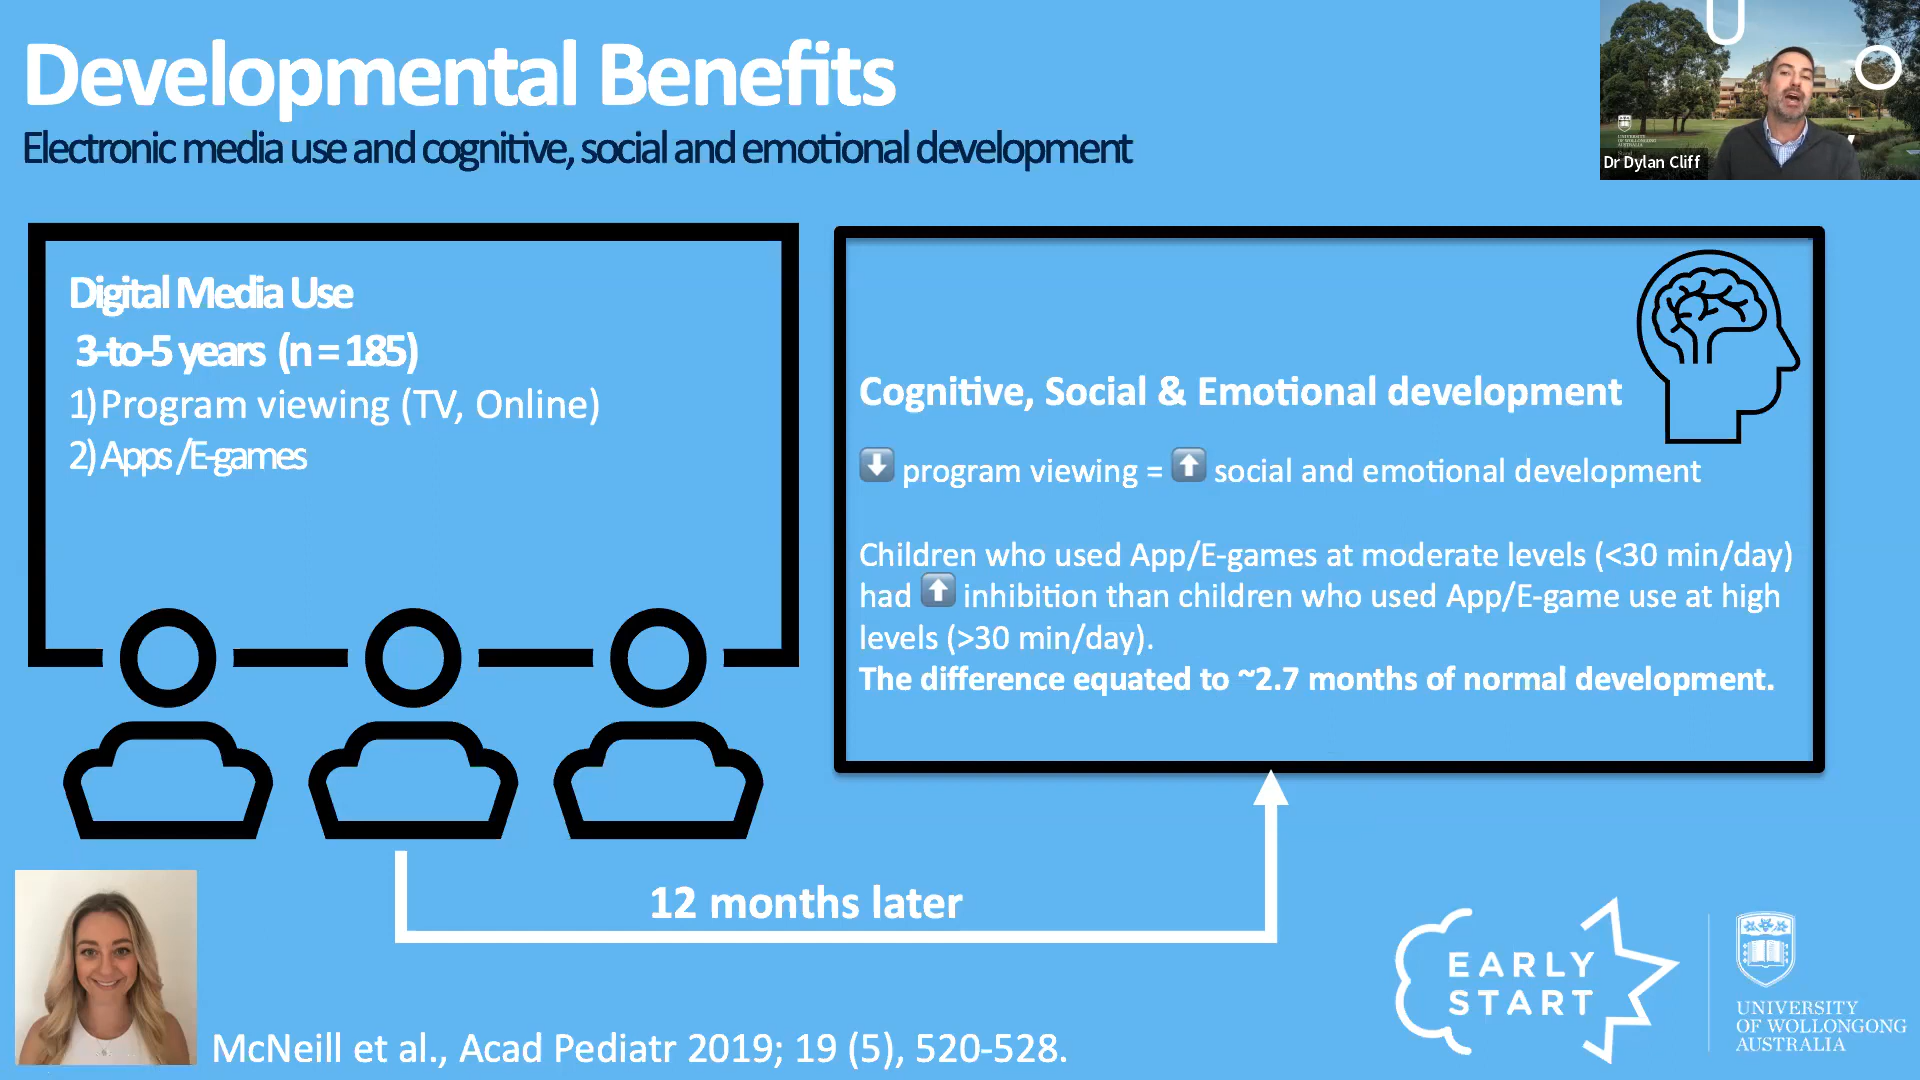 Developmental Benefits
Electronic media use and cognitive, social and emotional development
U
O
Dr Dylan Cliff
Digital Media Use
3-to-5 years (n = 185)
1) Program viewing (TV, Online)
2) Apps /E-games
Cognitive, Social & Emotional development
⬇ program viewing = ⬆ social and emotional development
Children who used App/E-games at moderate levels (<30 min/day)
had ⬆ inhibition than children who used App/E-game use at high
levels (>30 min/day).
The difference equated to ~2.7 months of normal development.
12 months later
McNeill et al., Acad Pediatr 2019; 19 (5), 520-528.
EARLY
START
UNIVERSITY
OF WOLLONGONG
AUSTRALIA